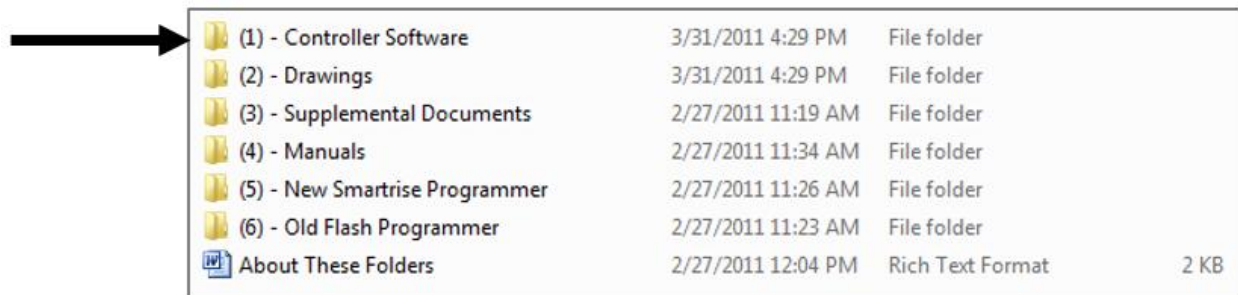 (1) - Controller Software 3/31/2011 4:29 PM File folder
(2) - Drawings 3/31/2011 4:29 PM File folder
(3) - Supplemental Documents 2/27/2011 11:19 AM File folder
(4) - Manuals 2/27/2011 11:34 AM File folder
(5) - New Smartrise Programmer 2/27/2011 11:26 AM File folder
(6) - Old Flash Programmer 2/27/2011 11:23 AM File folder
About These Folders 2/27/2011 12:04 PM Rich Text Format 2 KB